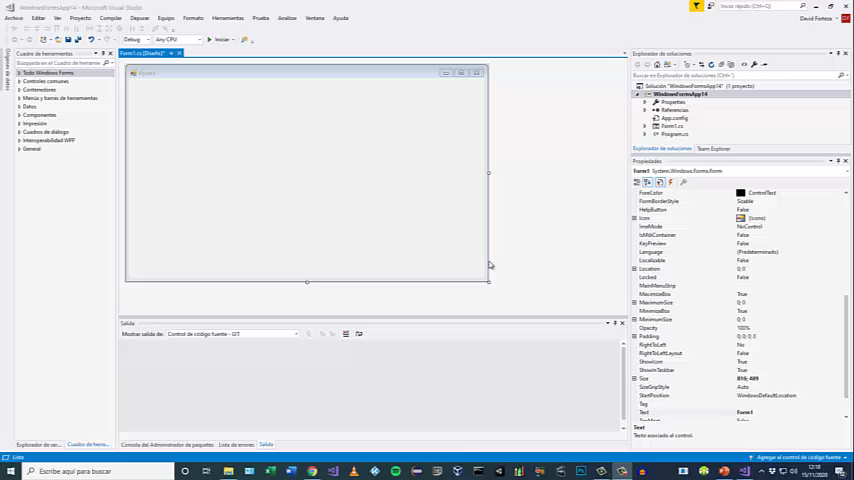 Archivo - Microsoft Visual Studio
Inicio rápido (Ctrl+Q)
Archivo Editar Ver Proyecto Compilar Depurar Equipo Formato Herramientas Prueba Analizar Ventana Ayuda
David Forteza
Debug Any CPU Iniciar
Orígenes de datos
Cuadro de herramientas
Búsqueda en el Cuadro de herramie
Todo Windows Forms
Controles comunes
Contenedores
Menús y barras de herramientas
Datos
Componentes
Impresión
Cuadros de diálogo
Interoperabilidad WPF
General
Form1.cs [Diseño]*
Form1
Salida
Mostrar salida de: Control de código fuente - GIT
Explorador de soluciones
Buscar en Explorador de soluciones (Ctrl+')
Solución "WindowsFormsApp14" (1 proyecto)
WindowsFormsApp14
Properties
Referencias
App.config
Form1.cs
Program.cs
Explorador de soluciones Team Explorer
Propiedades
Form1 System.Windows.Forms.Form
ForeColor ControlText
FormBorderStyle Sizable
HelpButton False
Icon (Icono)
ImeMode NoControl
IsMdiContainer False
KeyPreview False
Language (Predeterminado)
Localizable False
Location 0; 0
Locked False
MainMenuStrip
MaximizeBox True
MaximumSize 0; 0
MinimizeBox True
MinimumSize 0; 0
Opacity 100%
Padding 0; 0; 0; 0
RightToLeft No
RightToLeftLayout False
ShowIcon True
ShowInTaskbar True
Size 816; 489
SizeGripStyle Auto
StartPosition WindowsDefaultLocation
Tag
Text Form1
Text
Texto asociado al control.
Explorador de ser... Cuadro de herra...
Consola del Administrador de paquetes Lista de errores Salida
Listo
Agregar al control de código fuente
Escribe aquí para buscar
12:18
15/11/2020